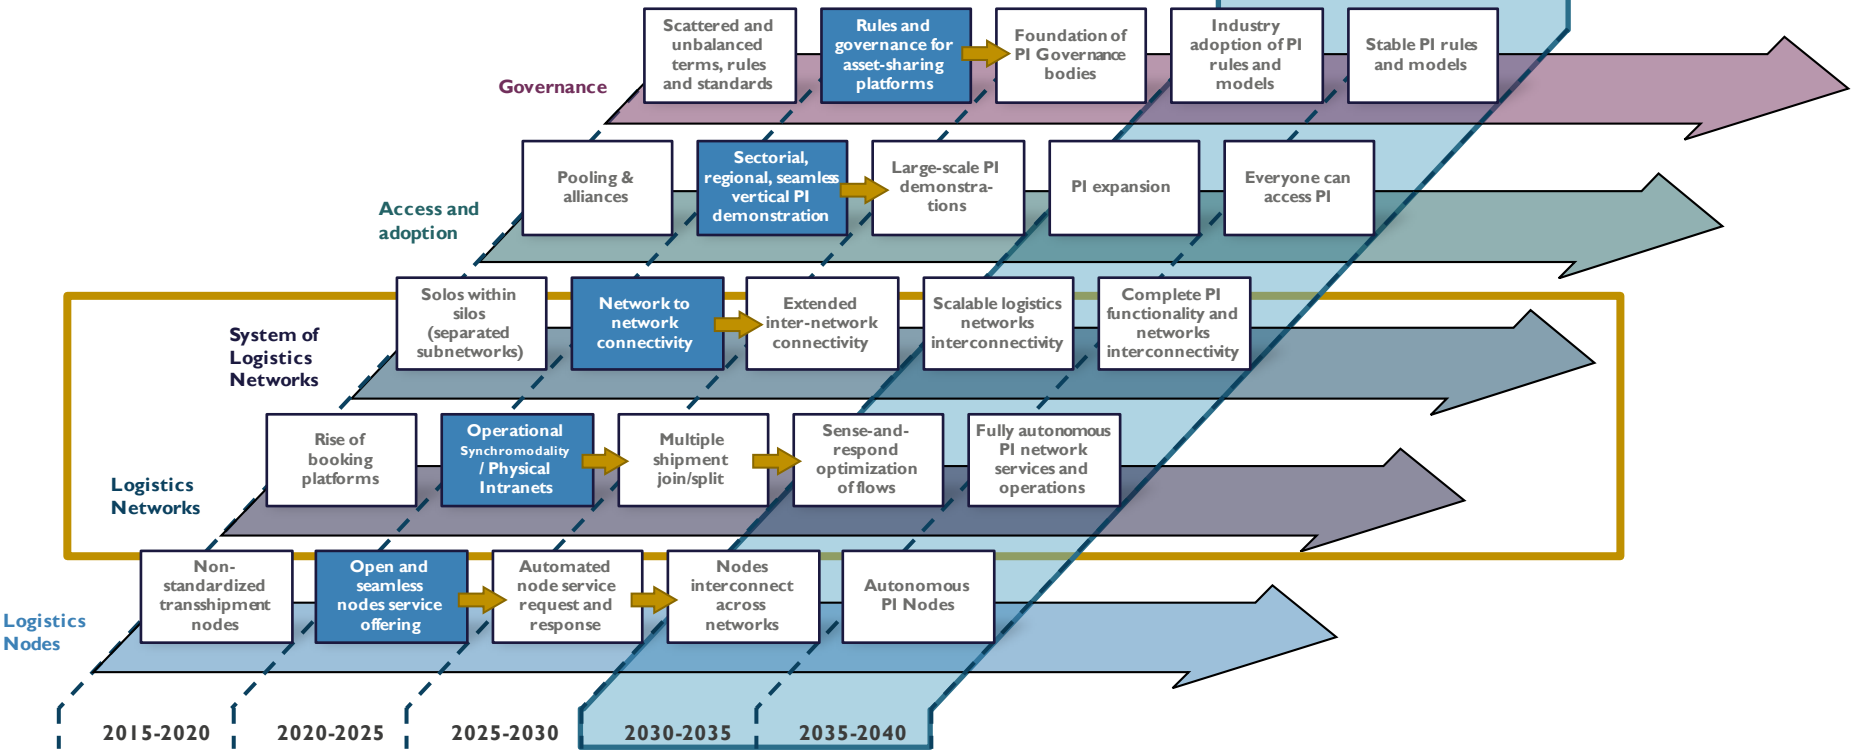 Governance
Scattered and
unbalanced
terms, rules
and standards
Rules and
governance for
asset-sharing
platforms
Foundation of
PI Governance
bodies
Industry
adoption of PI
rules and
models
Stable PI rules
and models
Access and
adoption
Pooling &
alliances
Sectorial,
regional, seamless
vertical PI
demonstration
Large-scale PI
demonstra-
tions
PI expansion
Everyone can
access PI
System of
Logistics
Networks
Solos within
silos
(separated
subnetworks)
Network to
network
connectivity
Extended
inter-network
connectivity
Scalable logistics
networks
interconnectivity
Complete PI
functionality and
networks
interconnectivity
Logistics
Networks
Rise of
booking
platforms
Operational
Synchromodality
/ Physical
Intranets
Multiple
shipment
join/split
Sense-and-
respond
optimization
of flows
Fully autonomous
PI network
services and
operations
Logistics
Nodes
Non-
standardized
transshipment
nodes
Open and
seamless
nodes service
offering
Automated
node service
request and
response
Nodes
interconnect
across
networks
Autonomous
PI Nodes
2015-2020
2020-2025
2025-2030
2030-2035
2035-2040